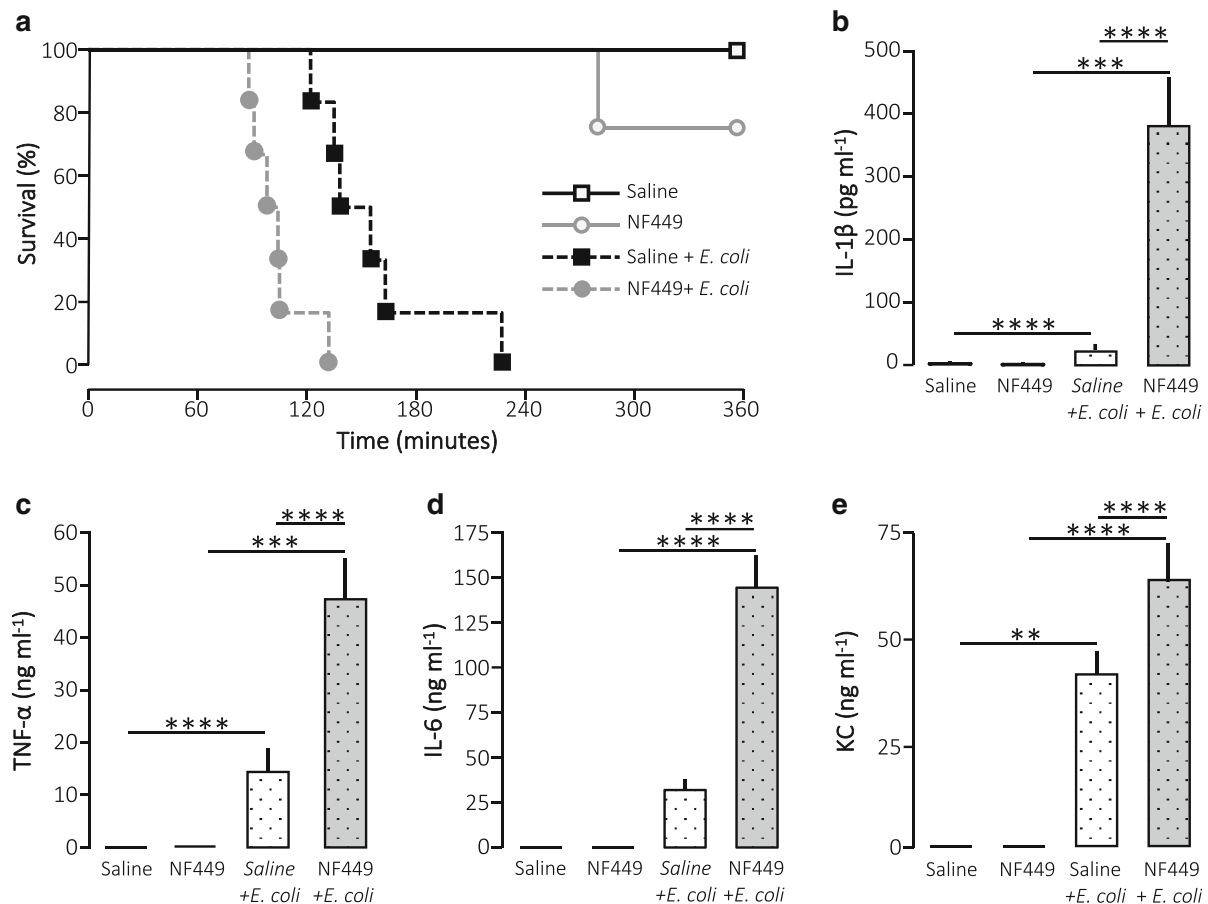 a
Survival (%)
100
80
60
40
20
0
0 60 120 180 240 300 360
Time (minutes)
Saline
NF449
Saline + E. coli
NF449+ E. coli
b
IL-1β (pg ml-1)
500
400
300
200
100
0
****
***
****
Saline NF449 Saline NF449
+E. coli + E. coli
c
TNF-α (ng ml-1)
60
50
40
30
20
10
0
****
***
****
Saline NF449 Saline NF449
+E. coli +E. coli
d
IL-6 (ng ml-1)
175
150
125
100
75
50
25
0
****
****
Saline NF449 Saline NF449
+E. coli +E. coli
e
KC (ng ml-1)
75
50
25
0
****
****
**
Saline NF449 Saline NF449
+E. coli + E. coli